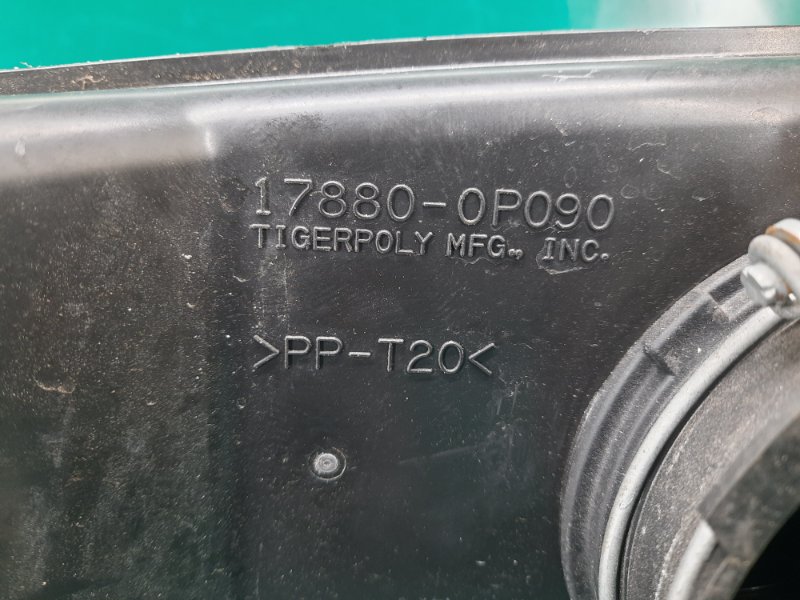 17880-0P090
TIGERPOLY MFG., INC.
>PP-T20<